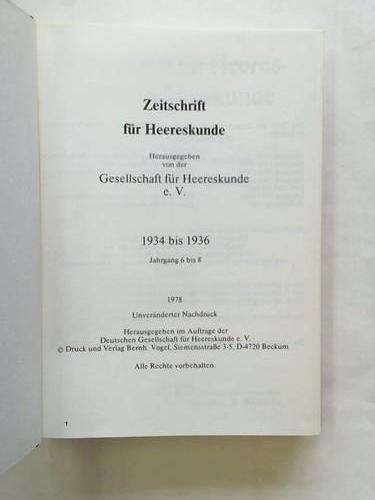 Zeitschrift
für Heereskunde
Herausgegeben
von der
Gesellschaft für Heereskunde
e. V.
1934 bis 1936
Jahrgang 6 bis 8
1978
Unveränderter Nachdruck
Herausgegeben im Auftrage der
Deutschen Gesellschaft für Heereskunde e. V.
© Druck und Verlag Bernh. Vogel, Siemensstraße 3-5, D-4720 Beckum
Alle Rechte vorbehalten.
1